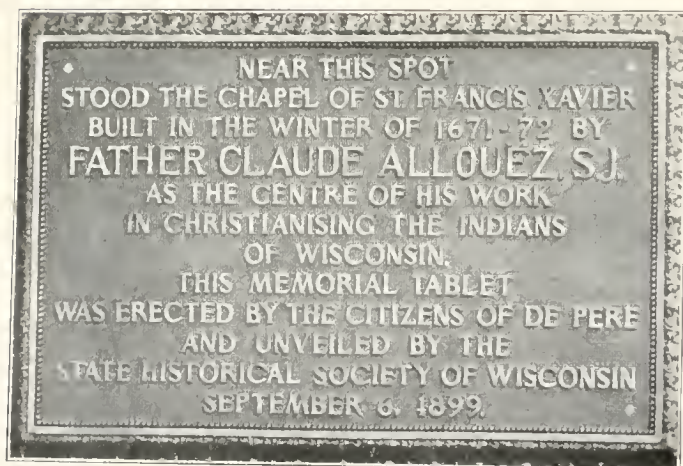 NEAR THIS SPOT
STOOD THE CHAPEL OF ST. FRANCIS XAVIER
BUILT IN THE WINTER OF 1671-72 BY
FATHER CLAUDE ALLOUEZ, S.J.
AS THE CENTRE OF HIS WORK
IN CHRISTIANISING THE INDIANS
OF WISCONSIN.
THIS MEMORIAL TABLET
WAS ERECTED BY THE CITIZENS OF DE PERE
AND UNVEILED BY THE
STATE HISTORICAL SOCIETY OF WISCONSIN
SEPTEMBER 6, 1899.